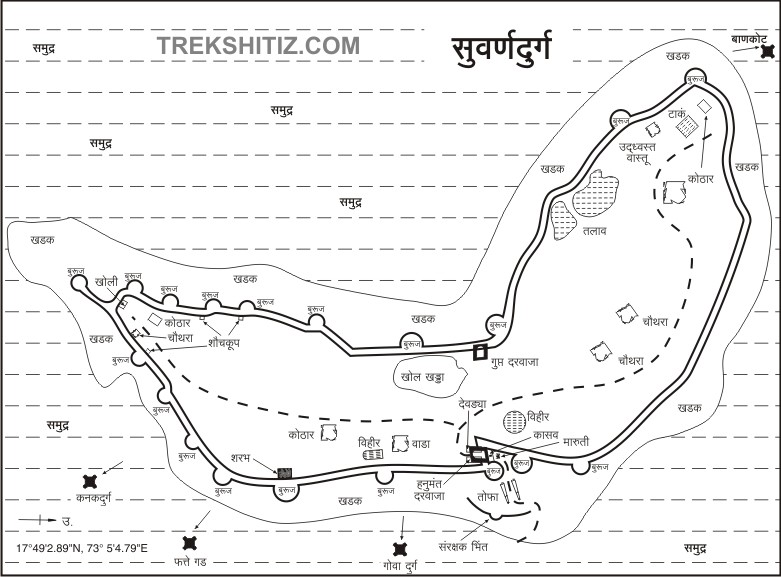 समुद्र
TREKSHITIZ.COM
सुवर्णदुर्ग
बाणकोट
खडक
बुरूज
समुद्र
बुरूज
टाकं
समुद्र
उद्ध्वस्त
वास्तू
खडक
खडक
कोठार
समुद्र
तलाव
खडक
बुरूज
खोली
बुरूज
खडक
बुरूज
बुरूज
बुरूज
बुरूज
खडक
बुरूज
कोठार
चौथरा
खडक
चौथरा
शौचकूप
बुरूज
बुरूज
गुप्त दरवाजा
चौथरा
खोल खड्डा
बुरूज
देवड्या
खडक
विहीर
समुद्र
कोठार
विहीर
वाडा
कासव
मारुती
बुरूज
शरभ
बुरूज
बुरूज
बुरूज
हनुमंत
दरवाजा
बुरूज
बुरूज
बुरूज
बुरूज
खडक
तोफा
कनकदुर्ग
उ.
संरक्षक भिंत
17°49'2.89"N, 73° 5'4.79"E
समुद्र
फत्ते गड
गोवा दुर्ग